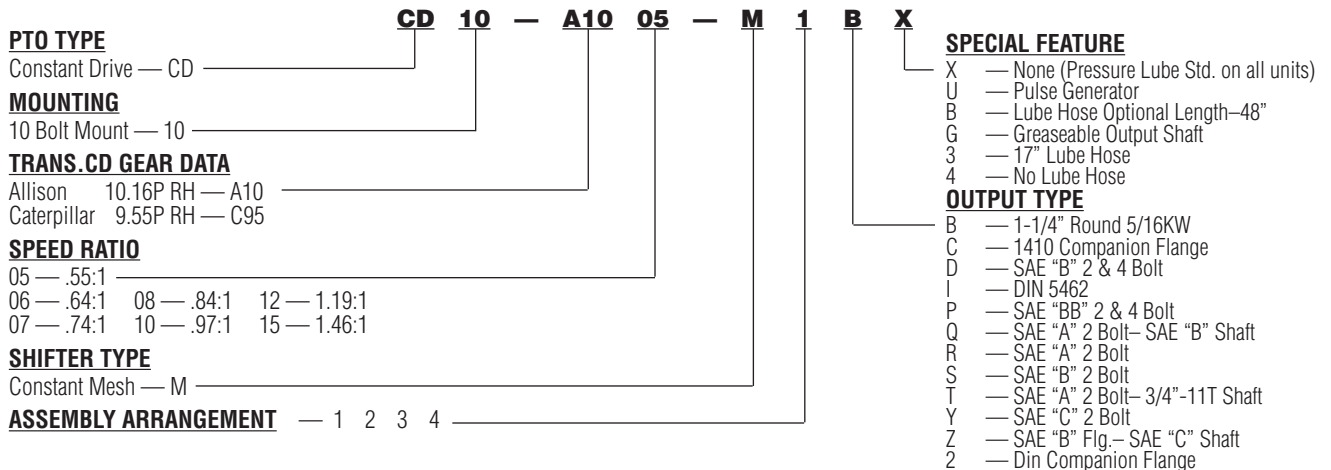 CD 10 — A10 05 — M 1 B X
PTO TYPE
Constant Drive — CD
MOUNTING
10 Bolt Mount — 10
TRANS.CD GEAR DATA
Allison 10.16P RH — A10
Caterpillar 9.55P RH — C95
SPEED RATIO
05 — .55:1
06 — .64:1 08 — .84:1 12 — 1.19:1
07 — .74:1 10 — .97:1 15 — 1.46:1
SHIFTER TYPE
Constant Mesh — M
ASSEMBLY ARRANGEMENT — 1 2 3 4
SPECIAL FEATURE
X — None (Pressure Lube Std. on all units)
U — Pulse Generator
B — Lube Hose Optional Length–48”
G — Greaseable Output Shaft
3 — 17” Lube Hose
4 — No Lube Hose
OUTPUT TYPE
B — 1-1/4” Round 5/16KW
C — 1410 Companion Flange
D — SAE “B” 2 & 4 Bolt
I — DIN 5462
P — SAE “BB” 2 & 4 Bolt
Q — SAE “A” 2 Bolt– SAE “B” Shaft
R — SAE “A” 2 Bolt
S — SAE “B” 2 Bolt
T — SAE “A” 2 Bolt– 3/4”-11T Shaft
Y — SAE “C” 2 Bolt
Z — SAE “B” Flg.– SAE “C” Shaft
2 — Din Companion Flange